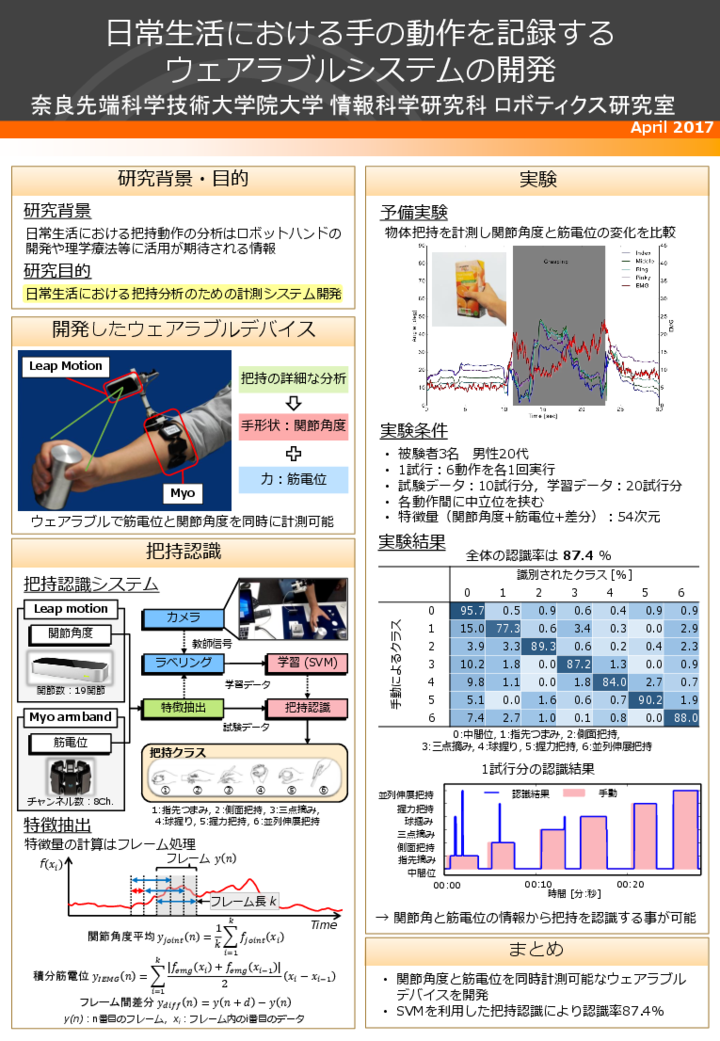 日常生活における手の動作を記録する
ウェアラブルシステムの開発
奈良先端科学技術大学院大学 情報科学研究科 ロボティクス研究室
April 2017
研究背景・目的
研究背景
日常生活における把持動作の分析はロボットハンドの
開発や理学療法等に活用が期待される情報
研究目的
日常生活における把持分析のための計測システム開発
開発したウェアラブルデバイス
Leap Motion
Myo
把持の詳細な分析
手形状：関節角度
力：筋電位
ウェアラブルで筋電位と関節角度を同時に計測可能
把持認識
把持認識システム
Leap motion
関節角度
関節数：19関節
Myo armband
筋電位
チャンネル数：8Ch.
カメラ
教師信号
ラベリング
学習 (SVM)
学習データ
特徴抽出
把持認識
試験データ
把持クラス
① ② ③ ④ ⑤ ⑥
1:指先つまみ, 2:側面把持, 3:三点摘み,
4:球握り, 5:握力把持, 6:並列伸展把持
特徴抽出
特徴量の計算はフレーム処理
f(xᵢ)
フレーム y(n)
フレーム長 k
Time
関節角度平均 y_joint(n) = 1/k Σ_{i=1}^{k} f_joint(xᵢ)
積分筋電位 y_IEMG(n) = Σ_{i=1}^{k} |f_emg(xᵢ) + f_emg(xᵢ₋₁)|/2 (xᵢ − xᵢ₋₁)
フレーム間差分 y_diff(n) = y(n + d) − y(n)
y(n)：n番目のフレーム, xᵢ：フレーム内のi番目のデータ
実験
予備実験
物体把持を計測し関節角度と筋電位の変化を比較
90
80
70
60
50
40
30
20
10
0
45
40
35
30
25
20
15
10
5
0
Grasping
Index
Middle
Ring
Pinky
EMG
Angle [deg]
EMG
Time [sec]
実験条件
• 被験者3名　男性20代
• 1試行：6動作を各1回実行
• 試験データ：10試行分，学習データ：20試行分
• 各動作間に中立位を挟む
• 特徴量（関節角度+筋電位+差分）：54次元
実験結果
全体の認識率は 87.4 %
識別されたクラス [%]
0 1 2 3 4 5 6
手動によるクラス
0 95.7 0.5 0.9 0.6 0.4 0.9 0.9
1 15.0 77.3 0.6 3.4 0.3 0.0 2.9
2 3.9 3.3 89.3 0.6 0.2 0.4 2.3
3 10.2 1.8 0.0 87.2 1.3 0.0 0.9
4 9.8 1.1 0.0 1.8 84.0 2.7 0.7
5 5.1 0.0 1.6 0.6 0.7 90.2 1.9
6 7.4 2.7 1.0 0.1 0.8 0.0 88.0
0:中間位, 1:指先つまみ, 2:側面把持,
3:三点摘み, 4:球握り, 5:握力把持, 6:並列伸展把持
1試行分の認識結果
認識結果
手動
並列伸展把持
握力把持
球掴み
三点摘み
側面把持
指先摘み
中間位
00:00 00:10 00:20
時間 [分:秒]
→ 関節角と筋電位の情報から把持を認識する事が可能
まとめ
• 関節角度と筋電位を同時計測可能なウェアラブル
デバイスを開発
• SVMを利用した把持認識により認識率87.4%